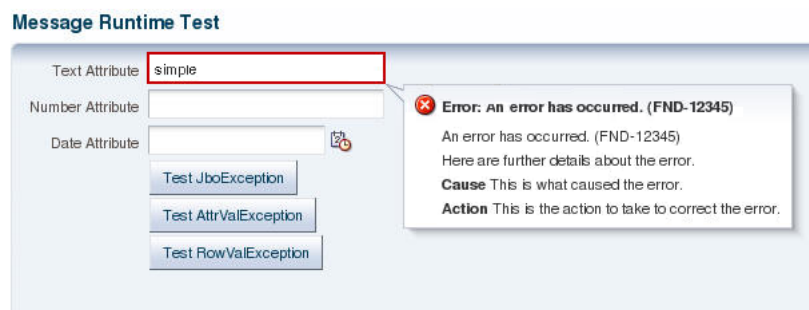 Message Runtime Test
Text Attribute simple
Error: An error has occurred. (FND-12345)
Number Attribute
An error has occurred. (FND-12345)
Date Attribute
Here are further details about the error.
Cause This is what caused the error.
Test JboException
Action This is the action to take to correct the error.
Test AttrValException
Test RowValException